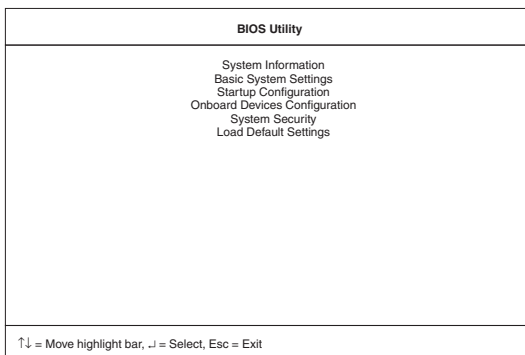 BIOS Utility
System Information
Basic System Settings
Startup Configuration
Onboard Devices Configuration
System Security
Load Default Settings
↑↓ = Move highlight bar, ↵ = Select, Esc = Exit